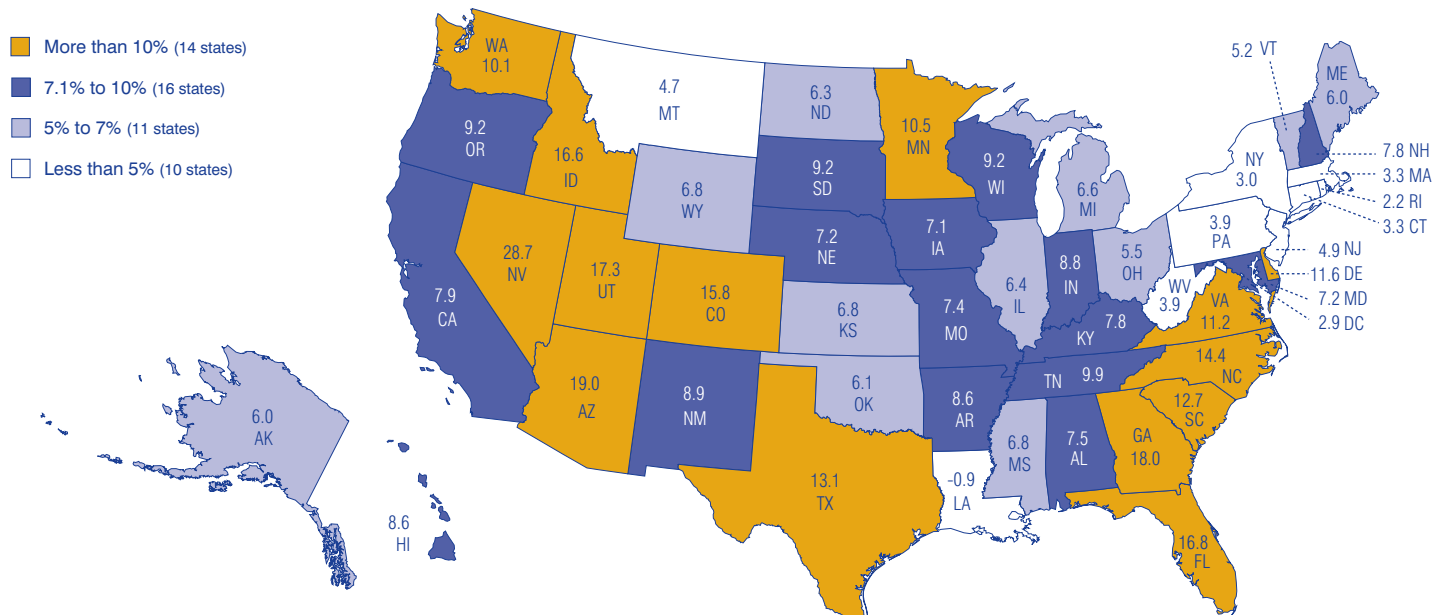 More than 10% (14 states)
7.1% to 10% (16 states)
5% to 7% (11 states)
Less than 5% (10 states)
WA
10.1
9.2
OR
16.6
ID
4.7
MT
6.3
ND
10.5
MN
9.2
WI
9.2
SD
6.8
WY
7.2
NE
7.1
IA
6.6
MI
28.7
NV
17.3
UT
15.8
CO
6.8
KS
7.4
MO
6.4
IL
8.8
IN
5.5
OH
7.9
CA
19.0
AZ
8.9
NM
6.1
OK
8.6
AR
KY
7.8
TN 9.9
WV
3.9
VA
11.2
14.4
NC
12.7
SC
GA
18.0
7.5
AL
6.8
MS
-0.9
LA
13.1
TX
16.8
FL
6.0
AK
8.6
HI
3.9
PA
NY
3.0
5.2 VT
ME
6.0
7.8 NH
3.3 MA
2.2 RI
3.3 CT
4.9 NJ
11.6 DE
7.2 MD
2.9 DC